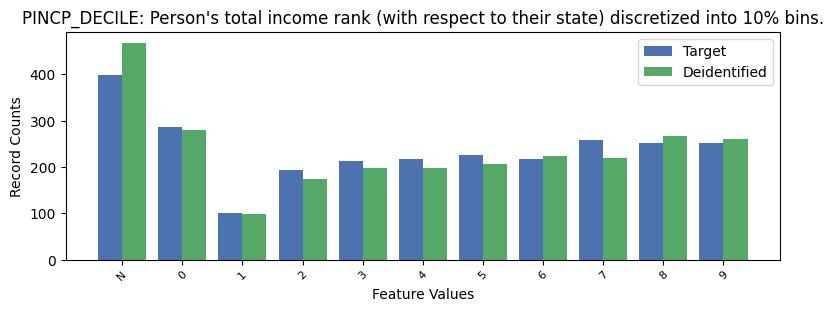 PINCP_DECILE: Person's total income rank (with respect to their state) discretized into 10% bins.
Target
Deidentified
Record Counts
400
300
200
100
0
N 0 1 2 3 4 5 6 7 8 9
Feature Values